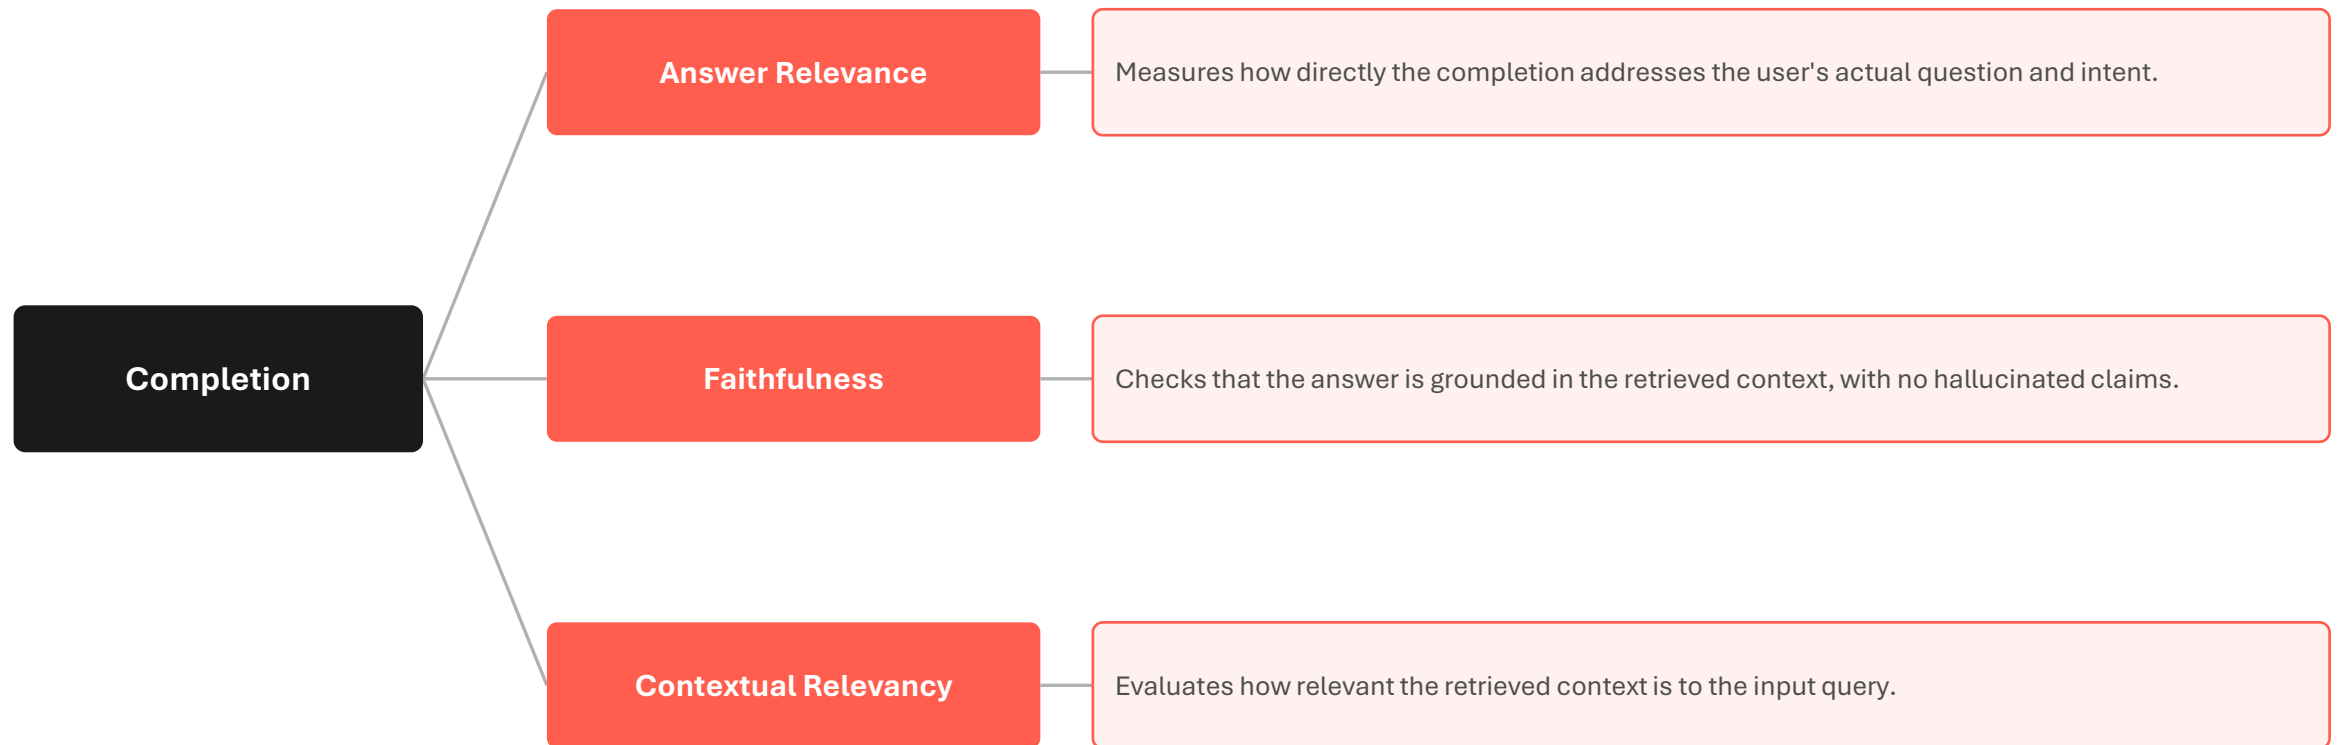 Answer Relevance
Measures how directly the completion addresses the user's actual question and intent.
Completion
Faithfulness
Checks that the answer is grounded in the retrieved context, with no hallucinated claims.
Contextual Relevancy
Evaluates how relevant the retrieved context is to the input query.